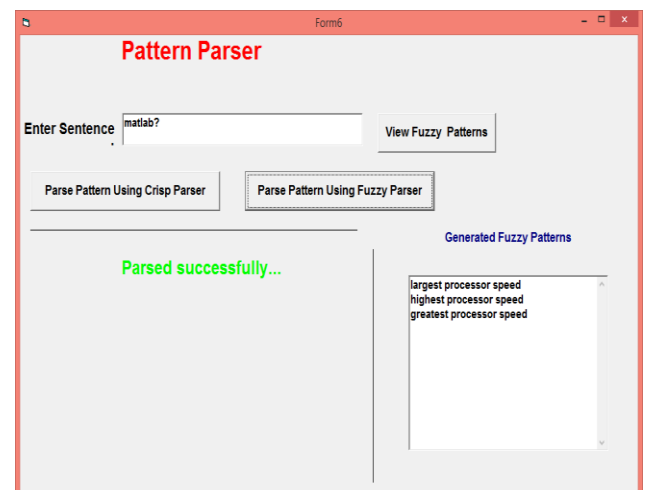 Form6
Pattern Parser
Enter Sentence
.
matlab?
View Fuzzy Patterns
Parse Pattern Using Crisp Parser
Parse Pattern Using Fuzzy Parser
Generated Fuzzy Patterns
Parsed successfully...
largest processor speed
highest processor speed
greatest processor speed